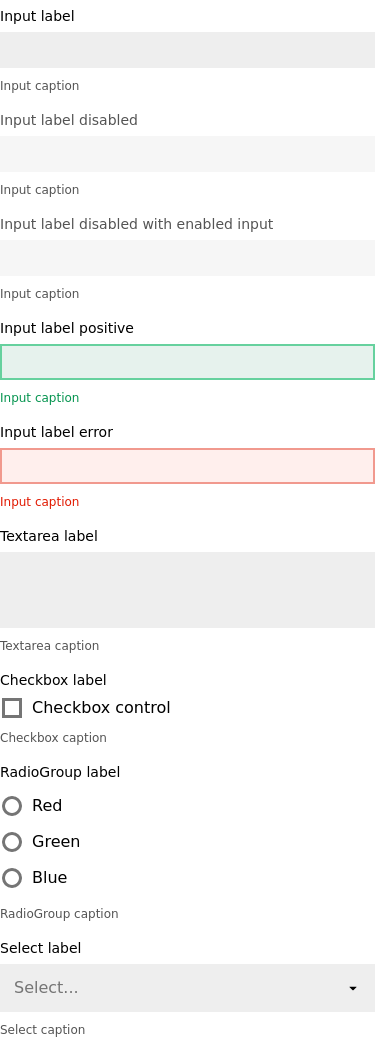 Input label
Input caption
Input label disabled
Input caption
Input label disabled with enabled input
Input caption
Input label positive
Input caption
Input label error
Input caption
Textarea label
Textarea caption
Checkbox label
Checkbox control
Checkbox caption
RadioGroup label
Red
Green
Blue
RadioGroup caption
Select label
Select...
Select caption